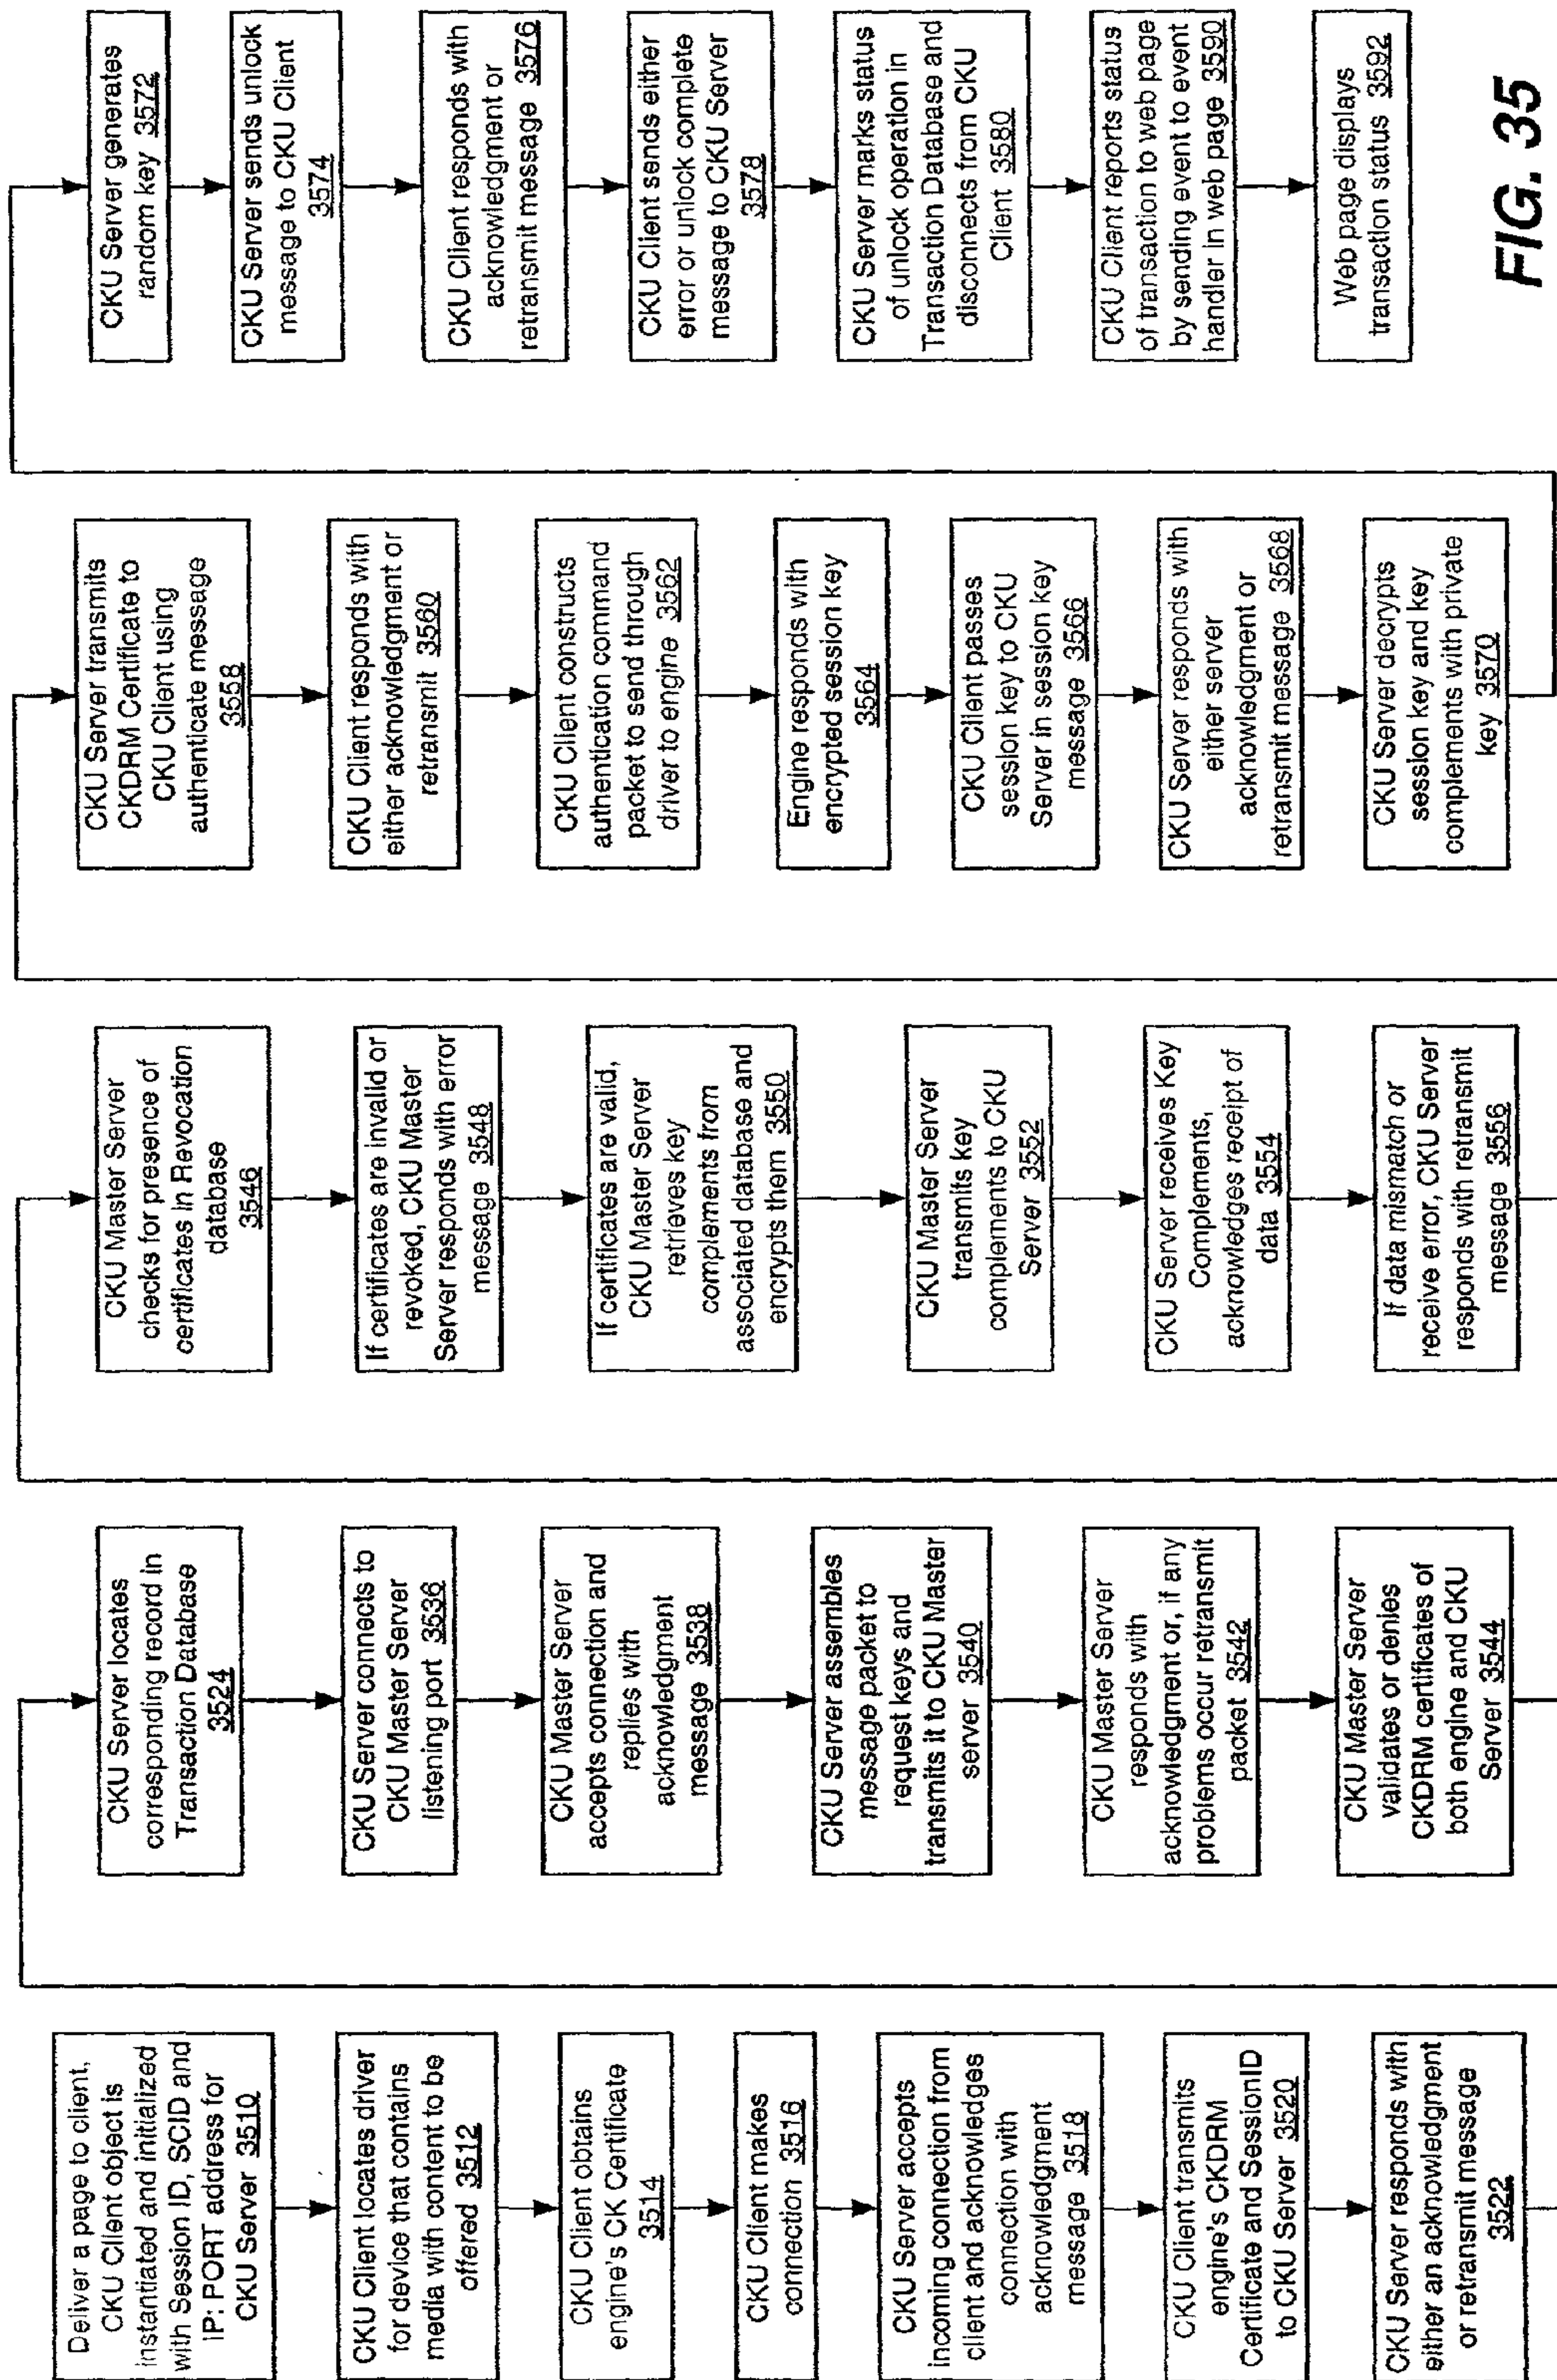 Deliver a page to client,
CKU Client object is
instantiated and initialized
with Session ID, SCID and
IP: PORT address for
CKU Server 3510
CKU Client locates driver
for device that contains
media with content to be
offered 3512
CKU Client obtains
engine's CK Certificate
3514
CKU Client makes
connection 3516
CKU Server accepts
incoming connection from
client and acknowledges
connection with
acknowledgment
message 3518
CKU Client transmits
engine's CKDRM
Certificate and SessionID
to CKU Server 3520
CKU Server responds with
either an acknowledgment
or retransmit message
3522
CKU Server locates
corresponding record in
Transaction Database
3524
CKU Server connects to
CKU Master Server
listening port 3536
CKU Master Server
accepts connection and
replies with
acknowledgment
message 3538
CKU Server assembles
message packet to
request keys and
transmits it to CKU Master
server 3540
CKU Master Server
responds with
acknowledgment or, if any
problems occur retransmit
packet 3542
CKU Master Server
validates or denies
CKDRM certificates of
both engine and CKU
Server 3544
CKU Master Server
checks for presence of
certificates in Revocation
database
3546
If certificates are invalid or
revoked, CKU Master
Server responds with error
message 3548
If certificates are valid,
CKU Master Server
retrieves key
complements from
associated database and
encrypts them 3550
CKU Master Server
transmits key
complements to CKU
Server 3552
CKU Server receives Key
Complements,
acknowledges receipt of
data 3554
If data mismatch or
receive error, CKU Server
responds with retransmit
message 3556
CKU Server transmits
CKDRM Certificate to
CKU Client using
authenticate message
3558
CKU Client responds with
either acknowledgment or
retransmit 3560
CKU Client constructs
authentication command
packet to send through
driver to engine 3562
Engine responds with
encrypted session key
3564
CKU Client passes
session key to CKU
Server in session key
message 3566
CKU Server responds with
either server
acknowledgment or
retransmit message 3568
CKU Server decrypts
session key and key
complements with private
key 3570
CKU Server generates
random key 3572
CKU Server sends unlock
message to CKU Client
3574
CKU Client responds with
acknowledgment or
retransmit message 3576
CKU Client sends either
error or unlock complete
message to CKU Server
3578
CKU Server marks status
of unlock operation in
Transaction Database and
disconnects from CKU
Client 3580
CKU Client reports status
of transaction to web page
by sending event to event
handler in web page 3590
Web page displays
transaction status 3592
FIG. 35